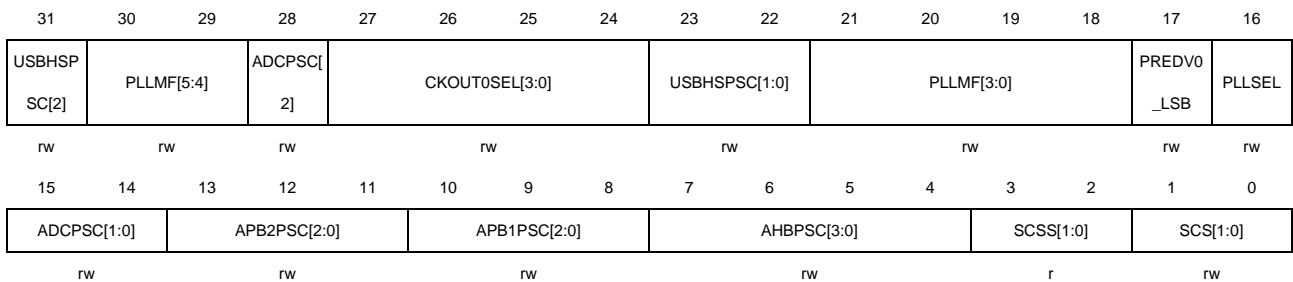 31 30 29 28 27 26 25 24 23 22 21 20 19 18 17 16
USBHSP
SC[2]
PLLMF[5:4]
ADCPSC[
2]
CKOUT0SEL[3:0]
USBHSPSC[1:0]
PLLMF[3:0]
PREDV0
_LSB
PLLSEL
rw rw rw rw rw rw rw rw
15 14 13 12 11 10 9 8 7 6 5 4 3 2 1 0
ADCPSC[1:0] APB2PSC[2:0] APB1PSC[2:0] AHBPSC[3:0] SCSS[1:0] SCS[1:0]
rw rw rw rw r rw